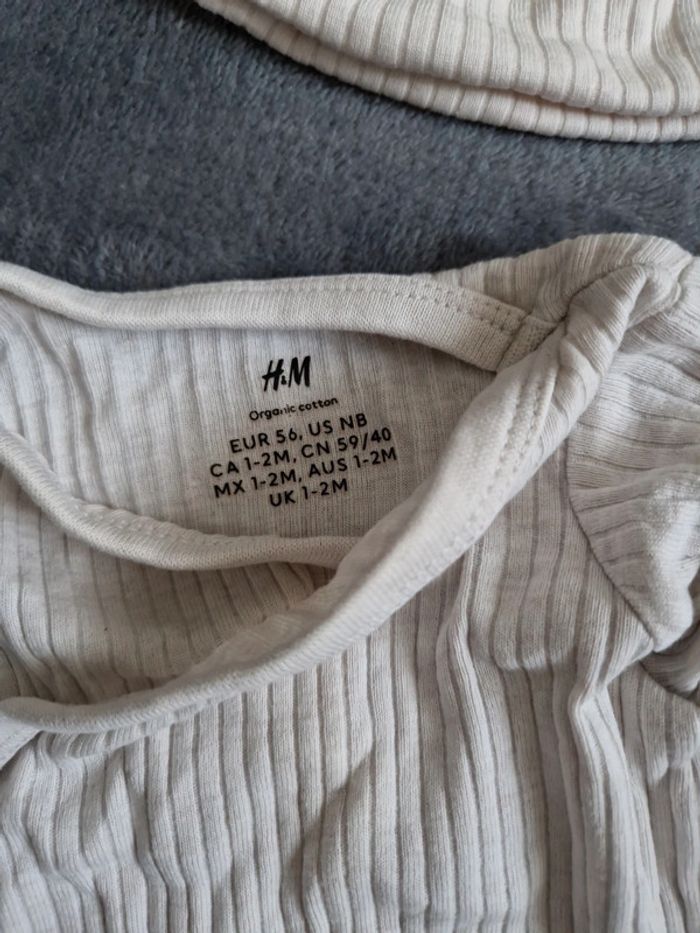 H&M
Organic cotton
EUR 56, US NB
CA 1-2M, CN 59/40
MX 1-2M, AUS 1-2M
UK 1-2M